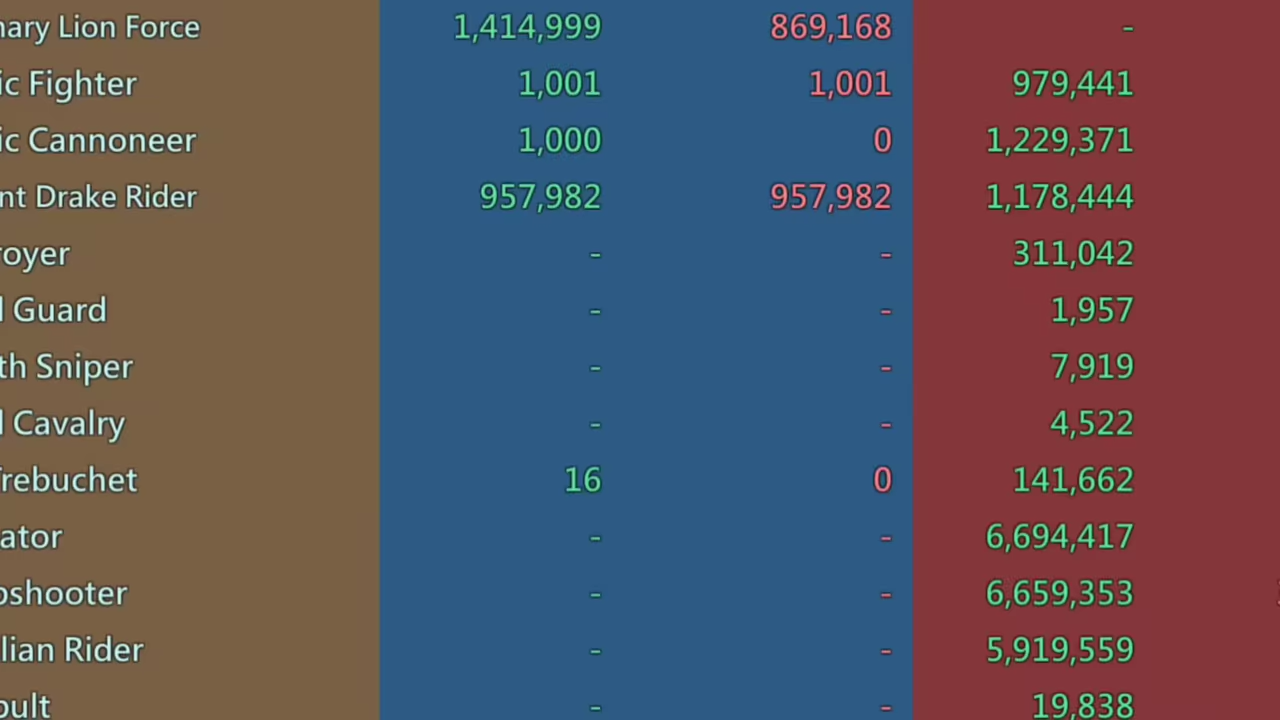 nary Lion Force 1,414,999 869,168 -
ic Fighter 1,001 1,001 979,441
ic Cannoneer 1,000 0 1,229,371
nt Drake Rider 957,982 957,982 1,178,444
royer - - 311,042
l Guard - - 1,957
th Sniper - - 7,919
l Cavalry - - 4,522
Trebuchet 16 0 141,662
ator - - 6,694,417
pshooter - - 6,659,353
lian Rider - - 5,919,559
pult - - 19,838